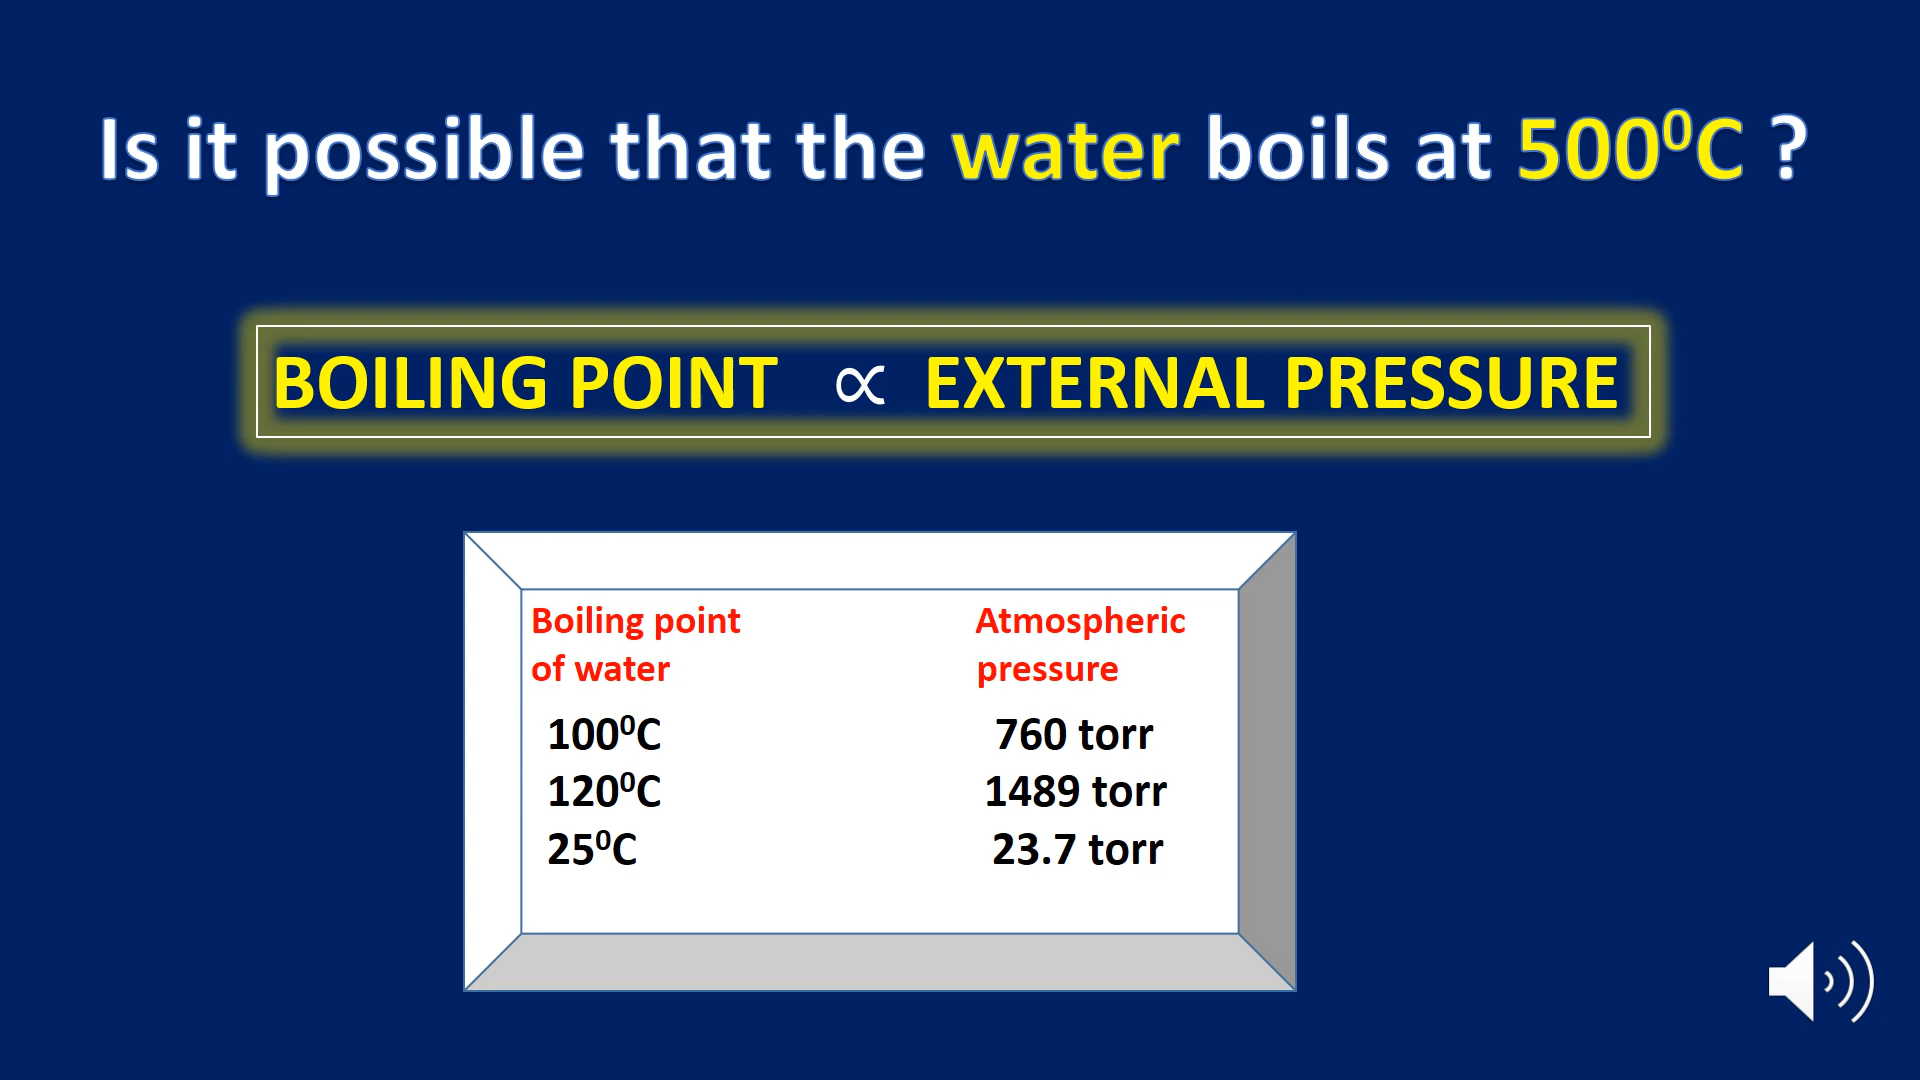 Is it possible that the water boils at 500⁰C ?
BOILING POINT ∝ EXTERNAL PRESSURE
Boiling point Atmospheric
of water pressure
100⁰C 760 torr
120⁰C 1489 torr
25⁰C 23.7 torr